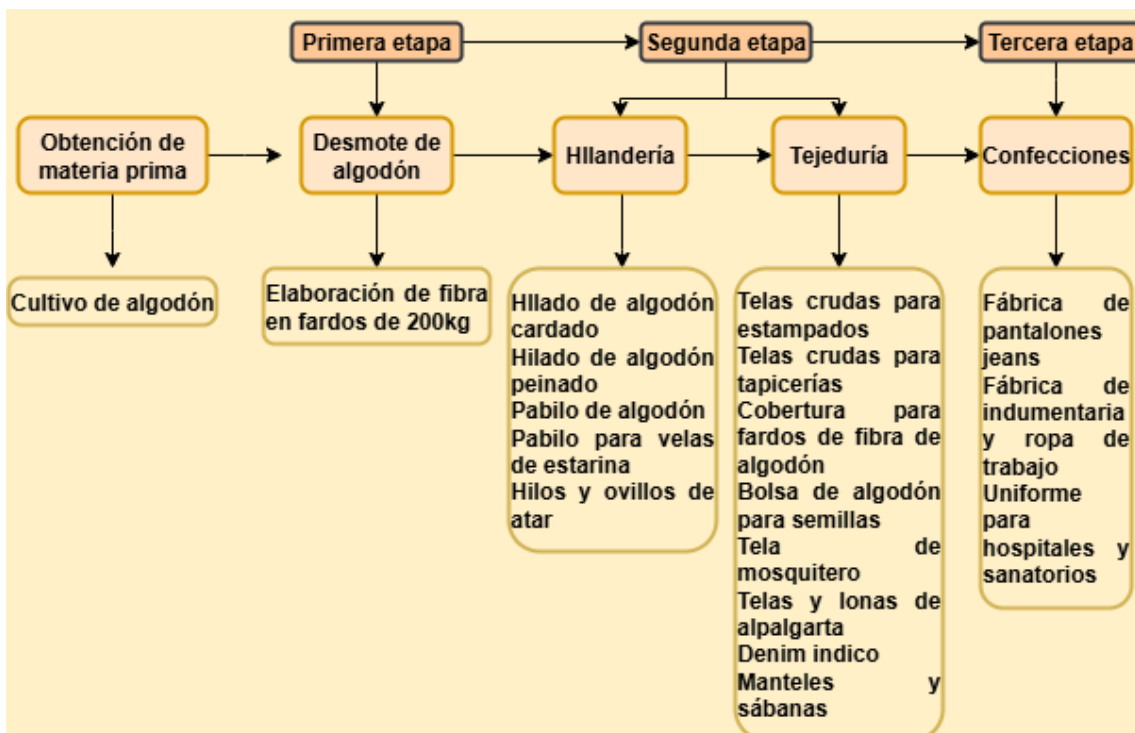 Primera etapa
Segunda etapa
Tercera etapa
Obtención de
materia prima
Desmote de
algodón
HIlandería
Tejeduría
Confecciones
Cultivo de algodón
Elaboración de fibra
en fardos de 200kg
HIlado de algodón
cardado
Hilado de algodón
peinado
Pabilo de algodón
Pabilo para velas
de estarina
Hilos y ovillos de
atar
Telas crudas para
estampados
Telas crudas para
tapicerías
Cobertura para
fardos de fibra de
algodón
Bolsa de algodón
para semillas
Tela de
mosquitero
Telas y lonas de
alpalgarta
Denim indico
Manteles y
sábanas
Fábrica de
pantalones
jeans
Fábrica de
indumentaria
y ropa de
trabajo
Uniforme
para
hospitales y
sanatorios